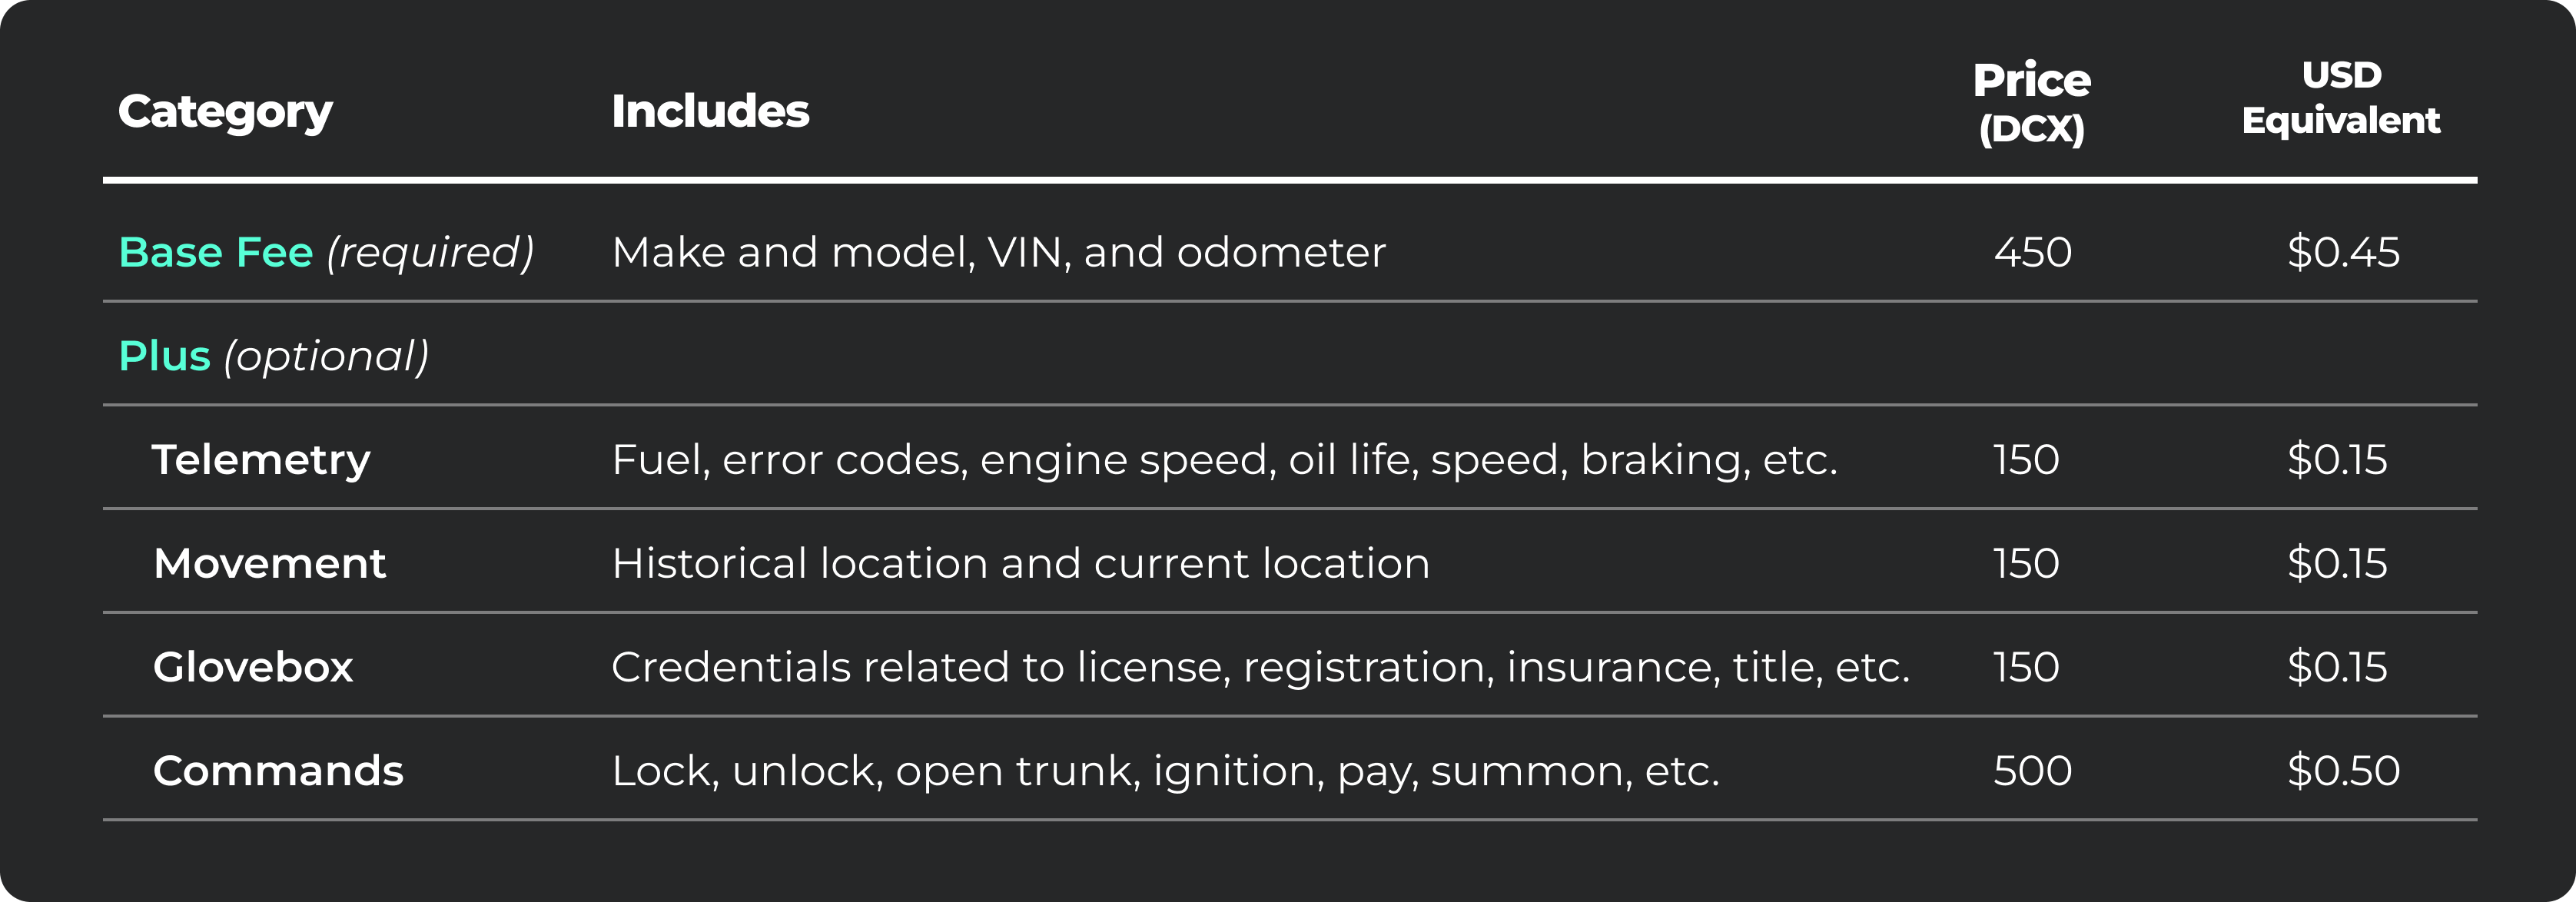 Category Includes Price (DCX) USD Equivalent
Base Fee (required) Make and model, VIN, and odometer 450 $0.45
Plus (optional)
Telemetry Fuel, error codes, engine speed, oil life, speed, braking, etc. 150 $0.15
Movement Historical location and current location 150 $0.15
Glovebox Credentials related to license, registration, insurance, title, etc. 150 $0.15
Commands Lock, unlock, open trunk, ignition, pay, summon, etc. 500 $0.50